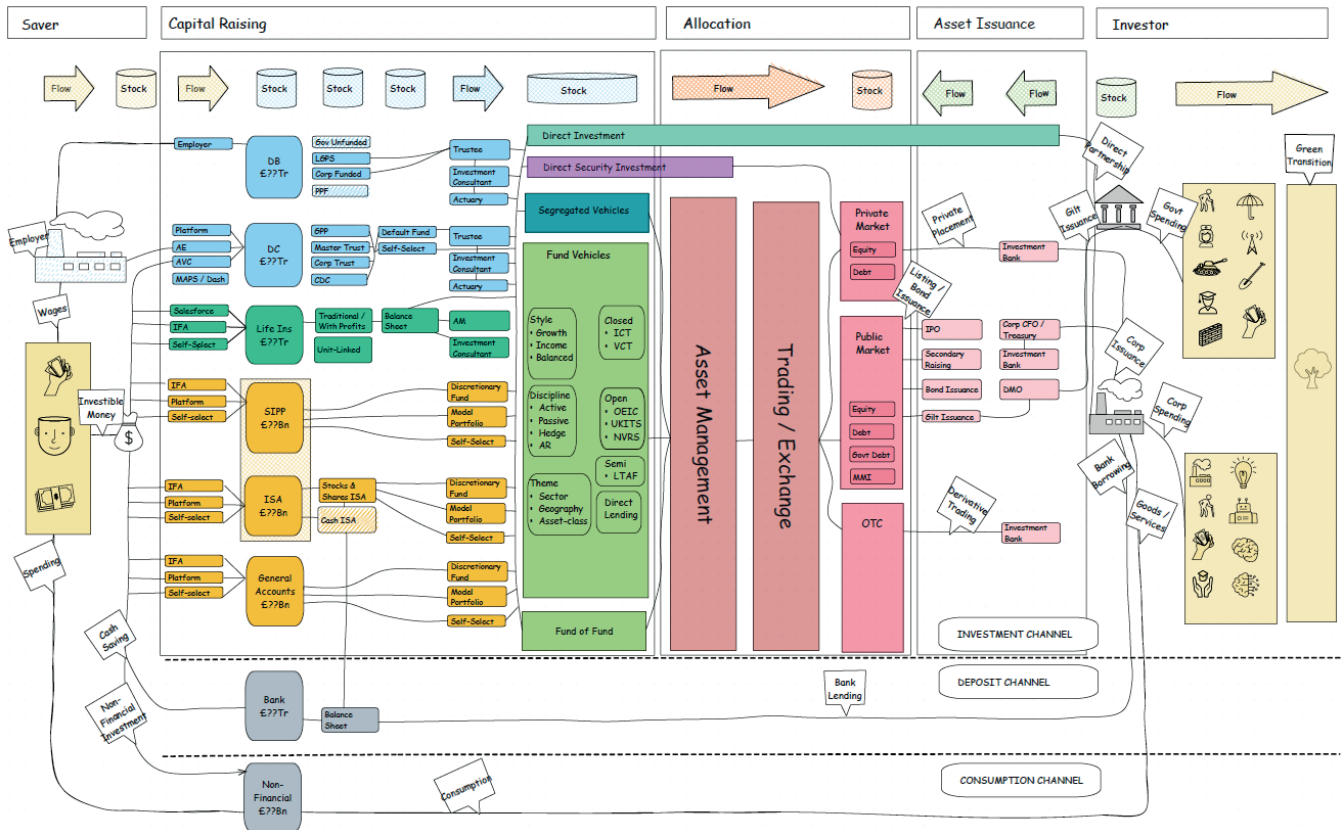 Saver
Capital Raising
Allocation
Asset Issuance
Investor
Flow
Stock
Flow
Stock
Stock
Stock
Flow
Stock
Flow
Stock
Flow
Flow
Stock
Flow
Employer
DB
£??Tr
Gov Unfunded
LGPS
Corp Funded
PPF
Trustee
Investment
Consultant
Actuary
Direct Investment
Direct Security Investment
Segregated Vehicles
Platform
AE
AVC
MAPS / Dash
DC
£??Tr
GPP
Master Trust
Corp Trust
CDC
Default Fund
Self-Select
Trustee
Investment
Consultant
Actuary
Salesforce
IFA
Self-Select
Life Ins
£??Tr
Traditional /
With Profits
Unit-Linked
Balance
Sheet
AM
Investment
Consultant
IFA
Platform
Self-select
SIPP
£??Bn
Discretionary
Fund
Model
Portfolio
Self-Select
IFA
Platform
Self-select
ISA
£??Bn
Stocks &
Shares ISA
Cash ISA
Discretionary
Fund
Model
Portfolio
Self-Select
IFA
Platform
Self-select
General
Accounts
£??Bn
Discretionary
Fund
Model
Portfolio
Self-Select
Fund Vehicles
Style
• Growth
• Income
• Balanced
Closed
• ICT
• VCT
Discipline
• Active
• Passive
• Hedge
• AR
Open
• OEIC
• UKITS
• NVRS
Semi
• LTAF
Theme
• Sector
• Geography
• Asset-class
Direct
Lending
Fund of Fund
Asset Management
Trading / Exchange
Private
Market
Equity
Debt
Public
Market
Equity
Debt
Govt Debt
MMI
OTC
Private
Placement
Listing /
Bond
Issuance
Investment
Bank
IPO
Secondary
Raising
Bond Issuance
Gilt Issuance
Corp CFO /
Treasury
Investment
Bank
DMO
Derivative
Trading
Investment
Bank
Direct
Partnership
Gilt
Issuance
Govt
Spending
Green
Transition
Corp
Issuance
Corp
Spending
Bank
Borrowing
Goods /
Services
Employer
Wages
Investible
Money
$
Spending
Cash
Saving
Non-
Financial
Investment
INVESTMENT CHANNEL
Bank
£??Tr
Balance
Sheet
Bank
Lending
DEPOSIT CHANNEL
Non-
Financial
£??Bn
Consumption
CONSUMPTION CHANNEL